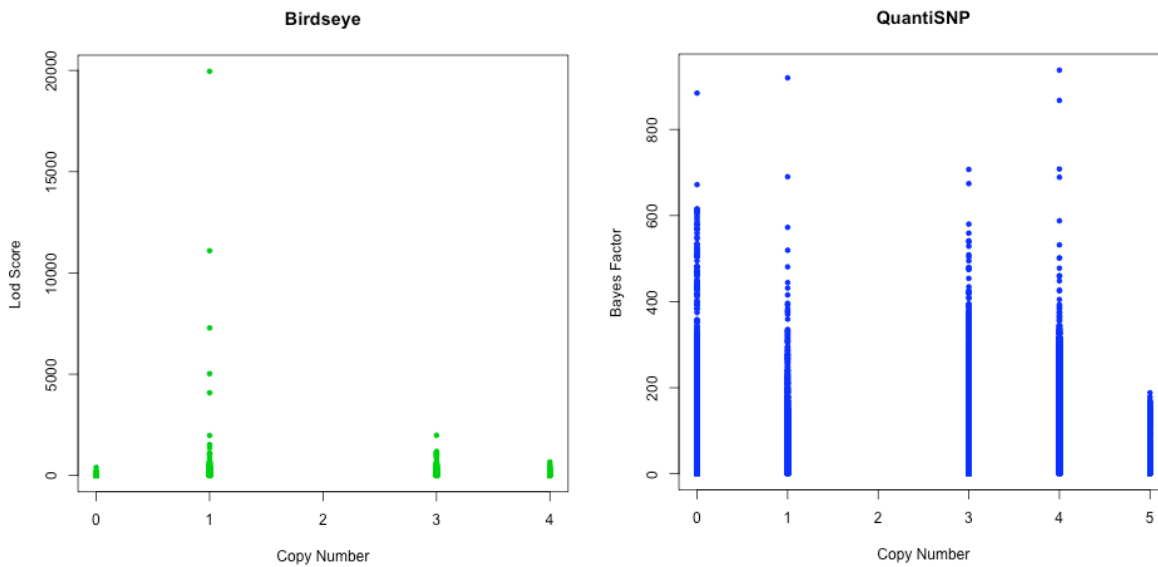 Birdseye
20000
15000
10000
5000
0
Lod Score
0 1 2 3 4
Copy Number
QuantiSNP
800
600
400
200
0
Bayes Factor
0 1 2 3 4 5
Copy Number